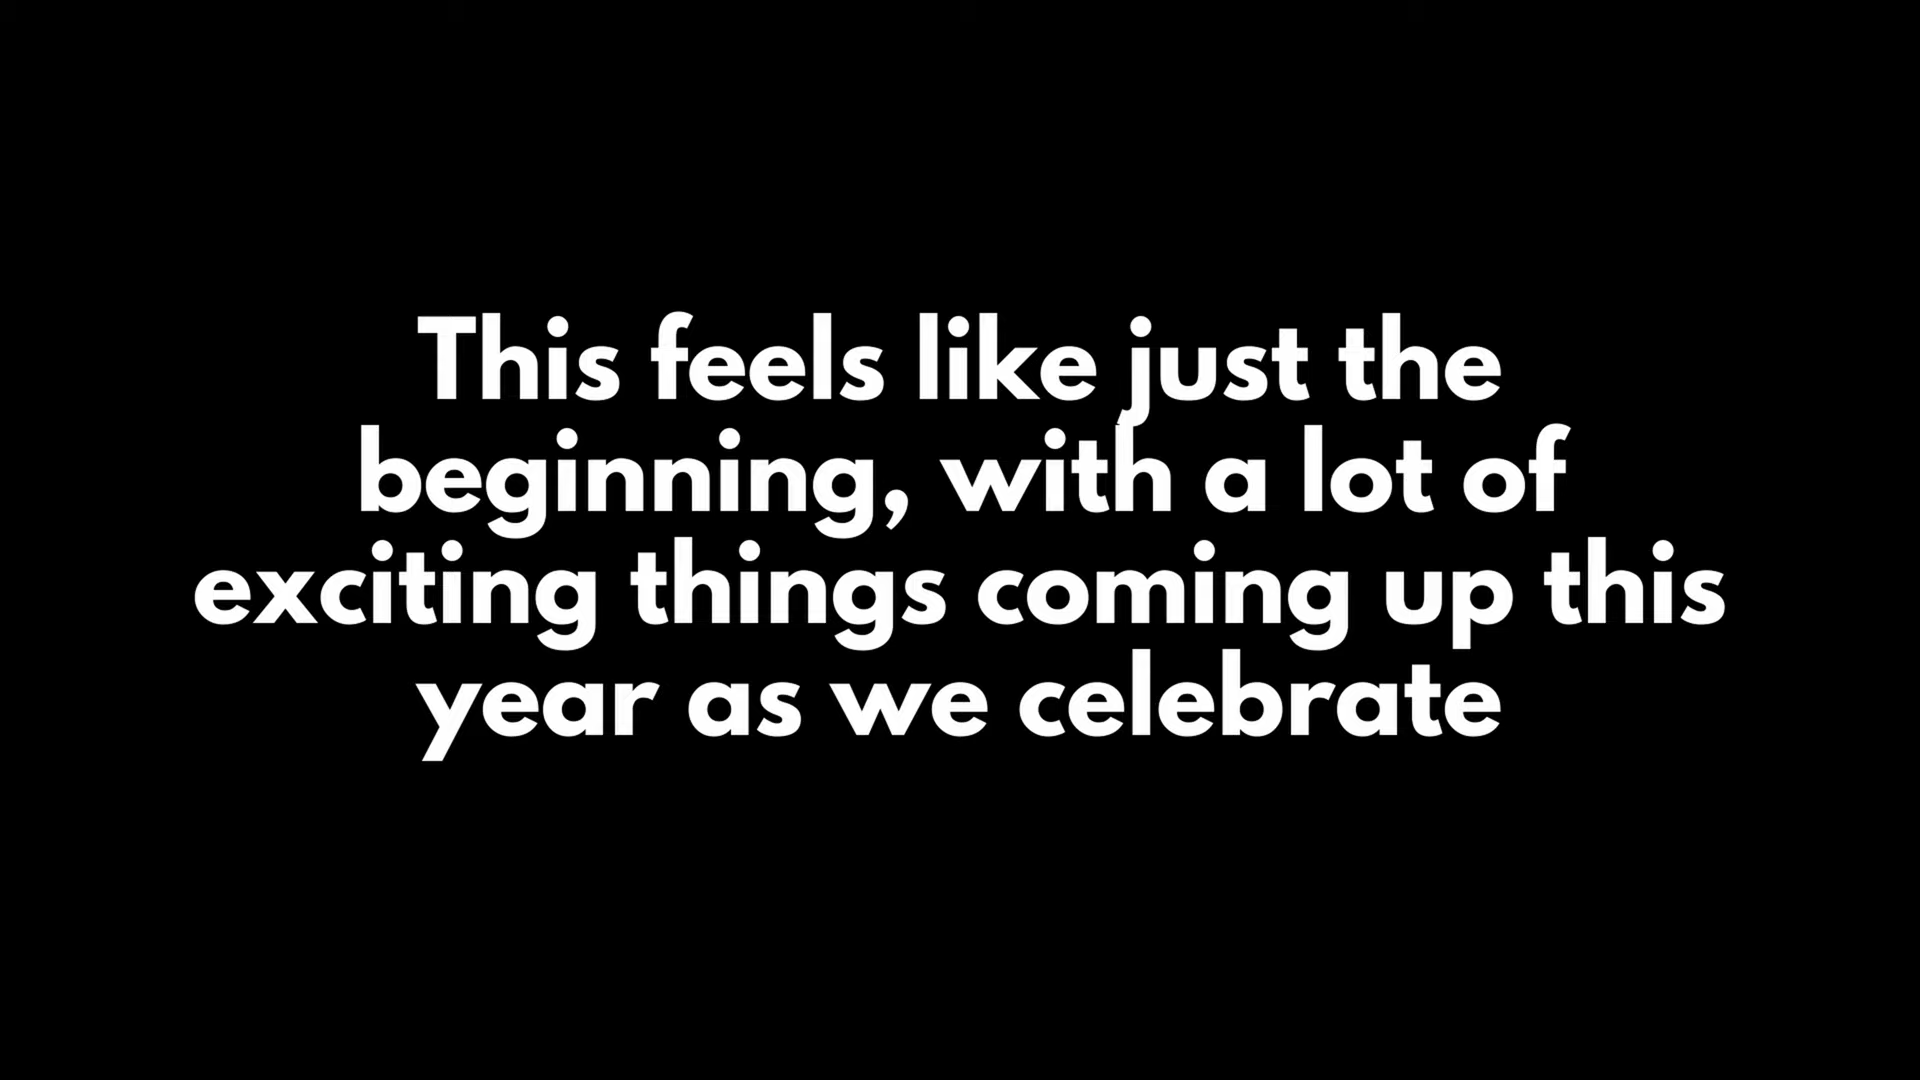 This feels like just the
beginning, with a lot of
exciting things coming up this
year as we celebrate